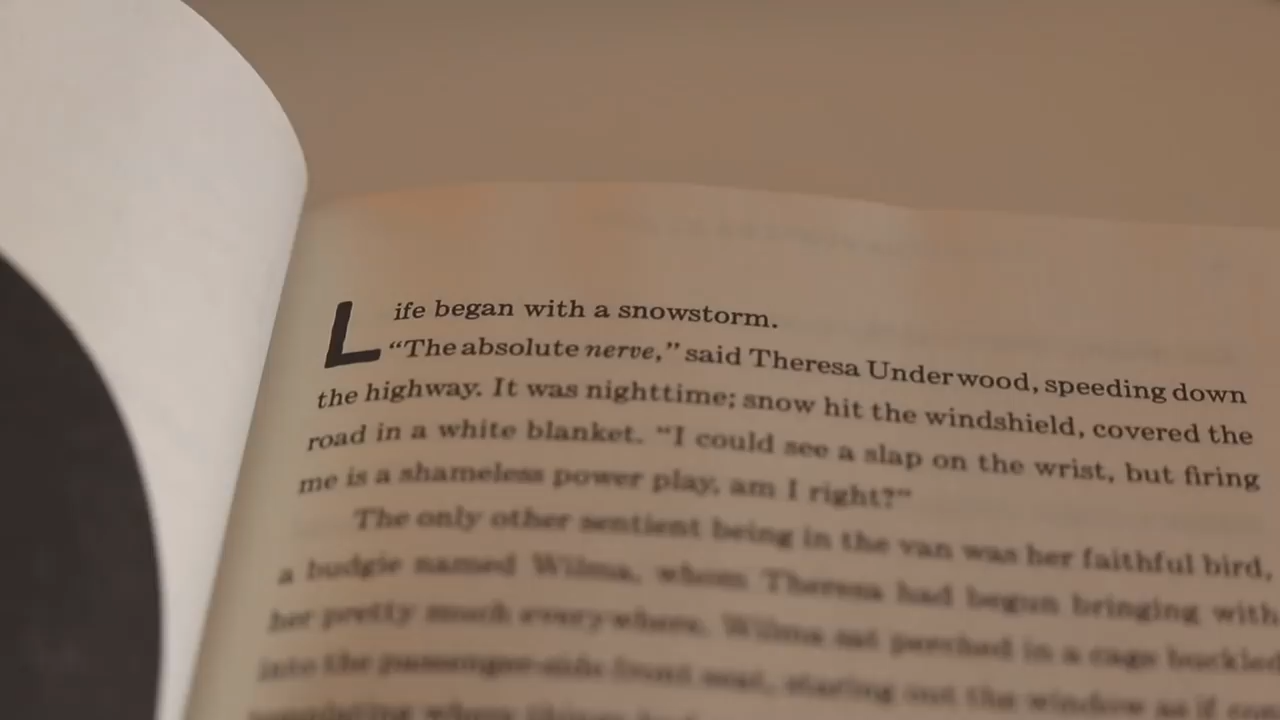 Life began with a snowstorm.
“The absolute nerve,” said Theresa Underwood, speeding down
the highway. It was nighttime; snow hit the windshield, covered the
road in a white blanket. “I could see a slap on the wrist, but firing
me is a shameless power play, am I right?”
The only other sentient being in the van was her faithful bird,
a budgie named Wilma, whom Theresa had begun bringing with
her pretty much everywhere. Wilma sat perched in a cage buckled
into the passenger-side front seat, staring out the window as if